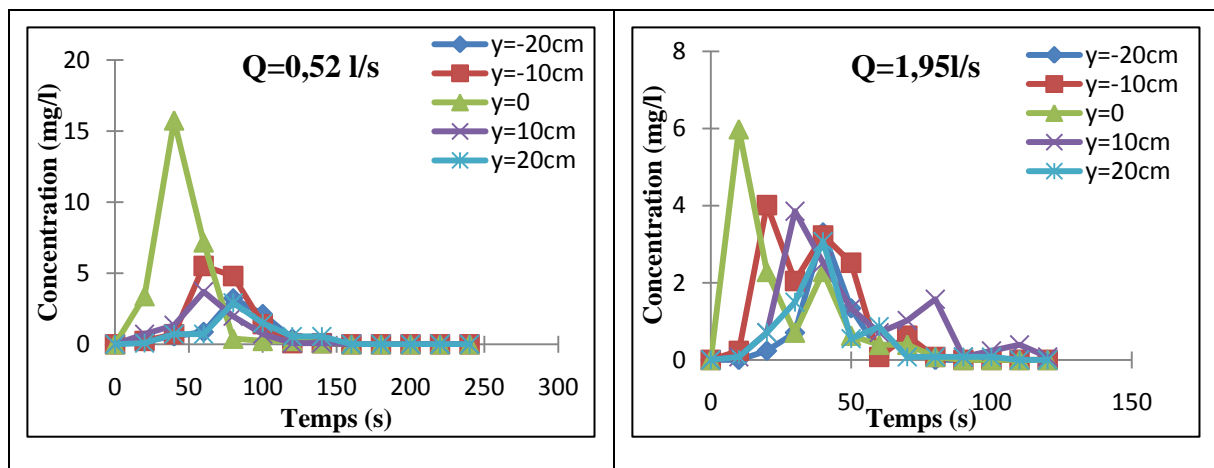 Q=0,52 l/s
y=-20cm
y=-10cm
y=0
y=10cm
y=20cm
Concentration (mg/l)
20
15
10
5
0
0 50 100 150 200 250 300
Temps (s)
Q=1,95l/s
y=-20cm
y=-10cm
y=0
y=10cm
y=20cm
Concentration (mg/l)
8
6
4
2
0
0 50 100 150
Temps (s)